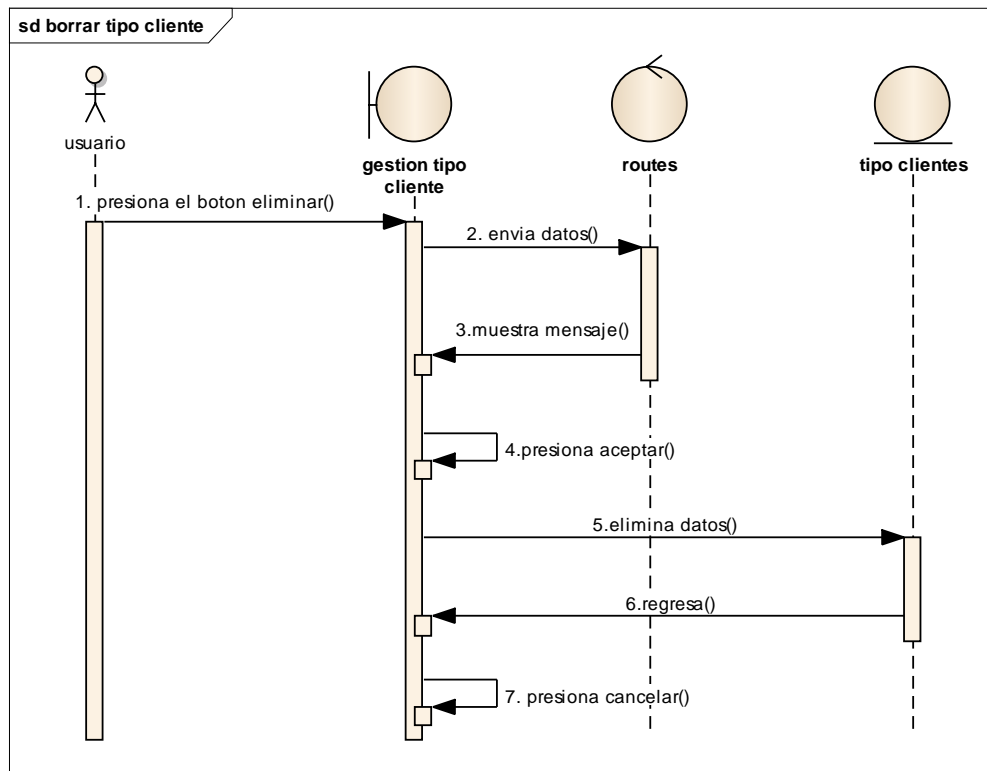 sd borrar tipo cliente
usuario
gestion tipo
cliente
routes
tipo clientes
1. presiona el boton eliminar()
2. envia datos()
3.muestra mensaje()
4.presiona aceptar()
5.elimina datos()
6.regresa()
7. presiona cancelar()